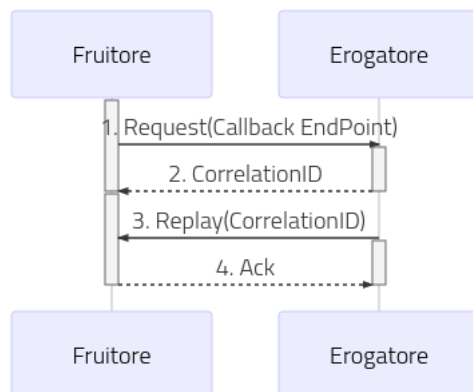 Fruitore
Erogatore
1. Request(Callback EndPoint)
2. CorrelationID
3. Replay(CorrelationID)
4. Ack
Fruitore
Erogatore